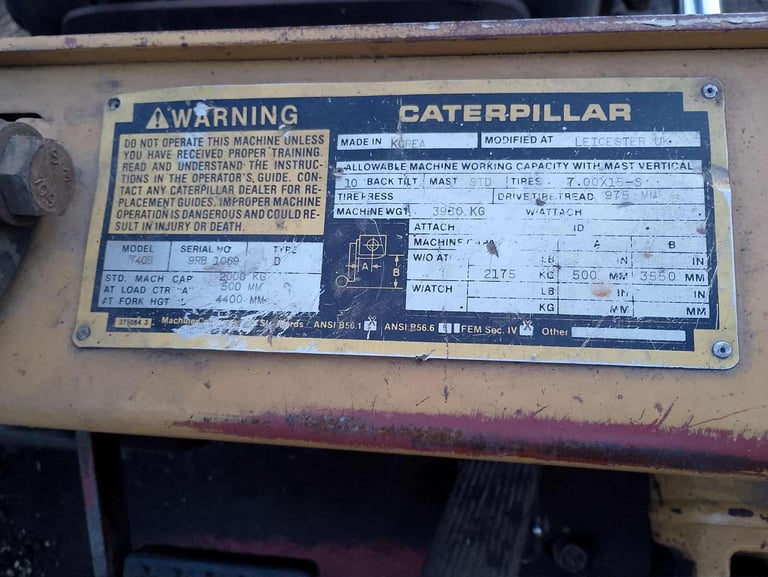 WARNING
DO NOT OPERATE THIS MACHINE UNLESS
YOU HAVE RECEIVED PROPER TRAINING.
READ AND UNDERSTAND THE INSTRUC-
TIONS IN THE OPERATOR'S, GUIDE. CON-
TACT ANY CATERPILLAR DEALER FOR RE-
PLACEMENT GUIDES. IMPROPER MACHINE
OPERATION IS DANGEROUS AND COULD RE-
SULT IN INJURY OR DEATH.
MODEL SERIAL NO TYPE
9RB 1069 D
STD. MACH CAP 2000 KG
AT LOAD CTR "A" 500 MM
AT FORK HGT 4400 MM
CATERPILLAR
MADE IN KOREA MODIFIED AT LEICESTER UK.
ALLOWABLE MACHINE WORKING CAPACITY WITH MAST VERTICAL
10 BACK TILT MAST STD TIRES 7.00X15-S
TIRE PRESS DRIVE TIRE TREAD 975 MM
MACHINE WGT KG W/ATTACH
ATTACH ID
MACHINE A B
W/O AT LB IN IN
2175 KG 500 MM 3550 MM
W/ATCH LB IN IN
KG MM MM
A
B
Machine ANSI B56.1 ANSI B56.6 FEM Sec. IV Other